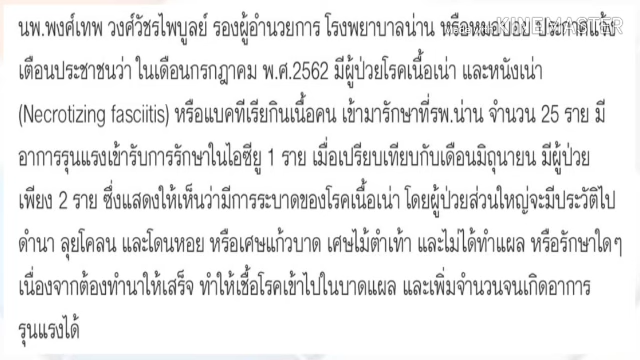 นพ.พงศ์เทพ วงศ์วัชรไพบูลย์ รองผู้อำนวยการ โรงพยาบาลน่าน หรือหมอ ประกาศแจ้ง
เตือนประชาชนว่า ในเดือนกรกฎาคม พ.ศ.2562 มีผู้ป่วยโรคเนื้อเน่า และหนังเน่า
(Necrotizing fasciitis) หรือแบคทีเรียกินเนื้อคน เข้ามารักษาที่รพ.น่าน จำนวน 25 ราย มี
อาการรุนแรงเข้ารับการรักษาในไอซียู 1 ราย เมื่อเปรียบเทียบกับเดือนมิถุนายน มีผู้ป่วย
เพียง 2 ราย ซึ่งแสดงให้เห็นว่ามีการระบาดของโรคเนื้อเน่า โดยผู้ป่วยส่วนใหญ่จะมีประวัติไป
ดำนา ลุยโคลน และโดนหอย หรือเศษแก้วบาด เศษไม้ตำเท้า และไม่ได้ทำแผล หรือรักษาใดๆ
เนื่องจากต้องทำนาให้เสร็จ ทำให้เชื้อโรคเข้าไปในบาดแผล และเพิ่มจำนวนจนเกิดอาการ
รุนแรงได้
KINEMASTER